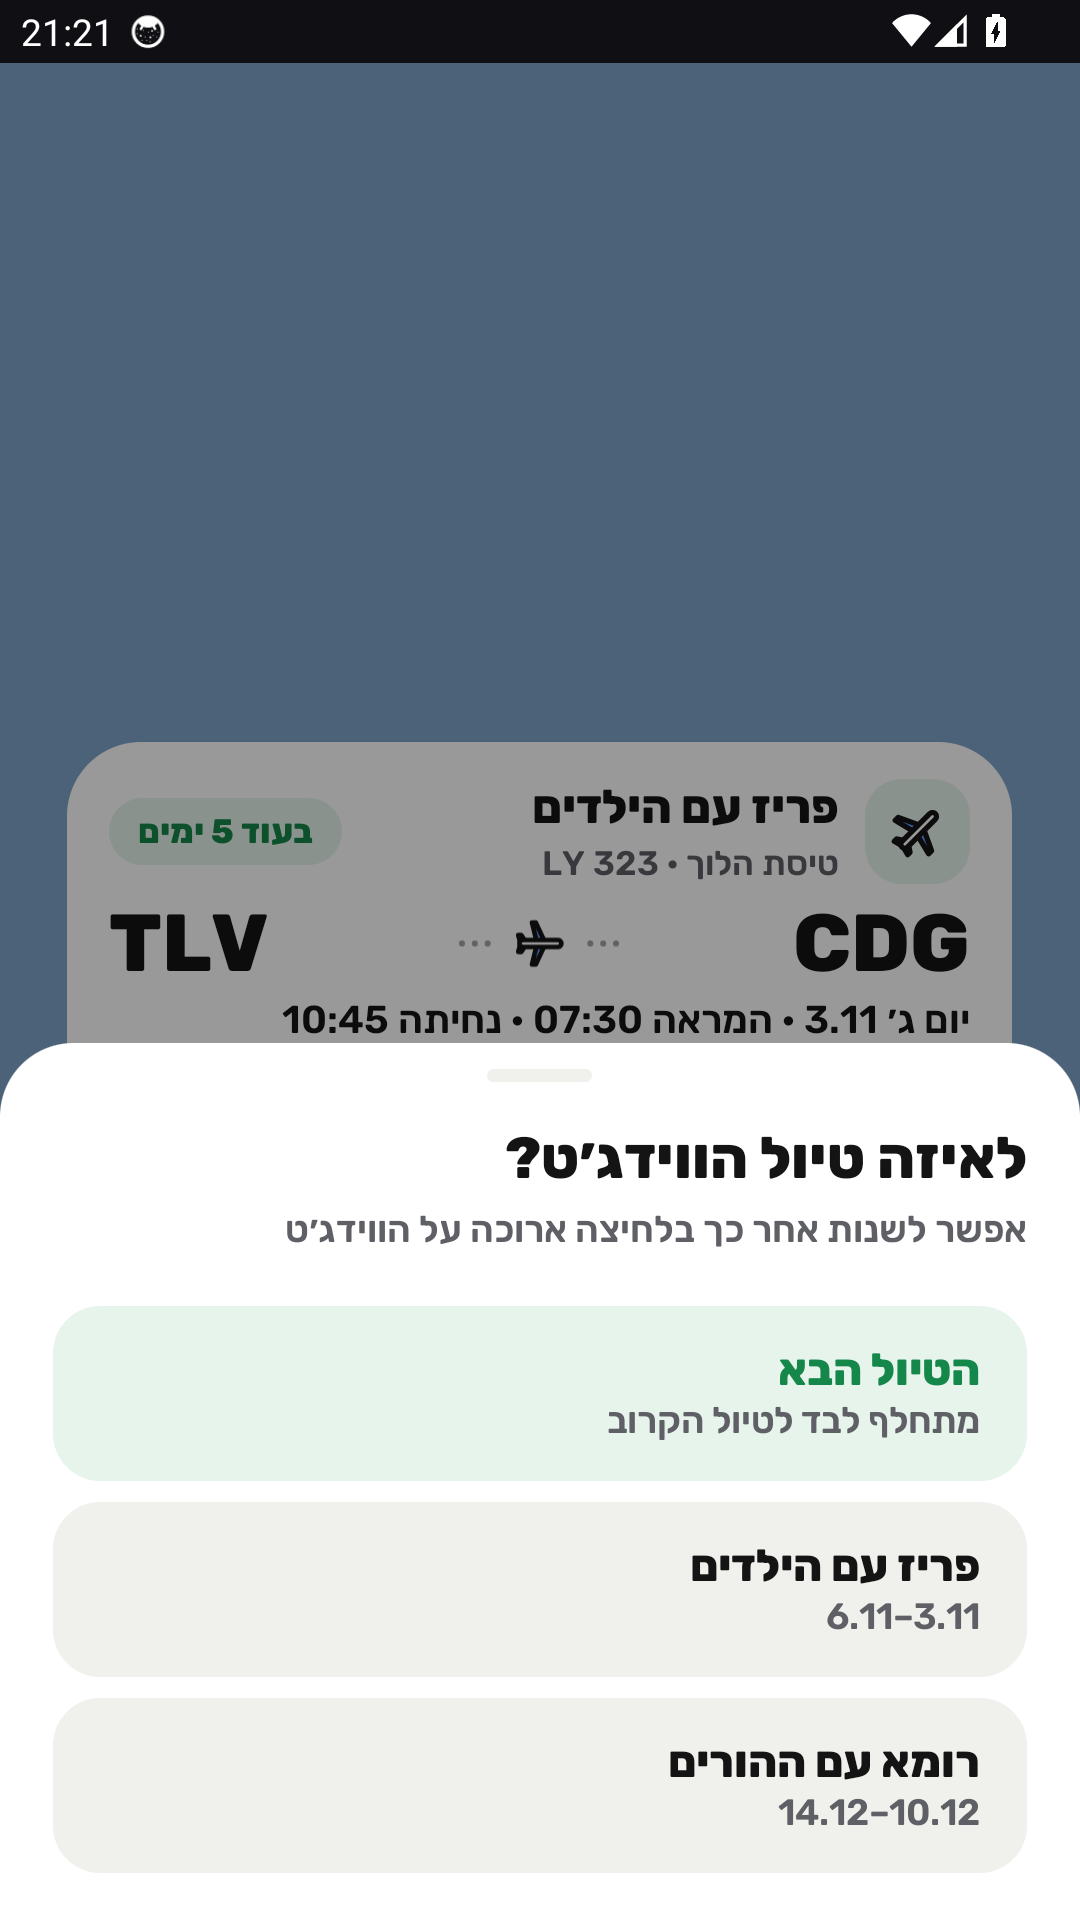 21:21
פריז עם הילדים
בעוד 5 ימים
טיסת הלוך • LY 323
CDG ... ... TLV
יום ג׳ 3.11 • המראה 07:30 • נחיתה 10:45
לאיזה טיול הווידג׳ט?
אפשר לשנות אחר כך בלחיצה ארוכה על הווידג׳ט
הטיול הבא
מתחלף לבד לטיול הקרוב
פריז עם הילדים
3.11–6.11
רומא עם ההורים
10.12–14.12